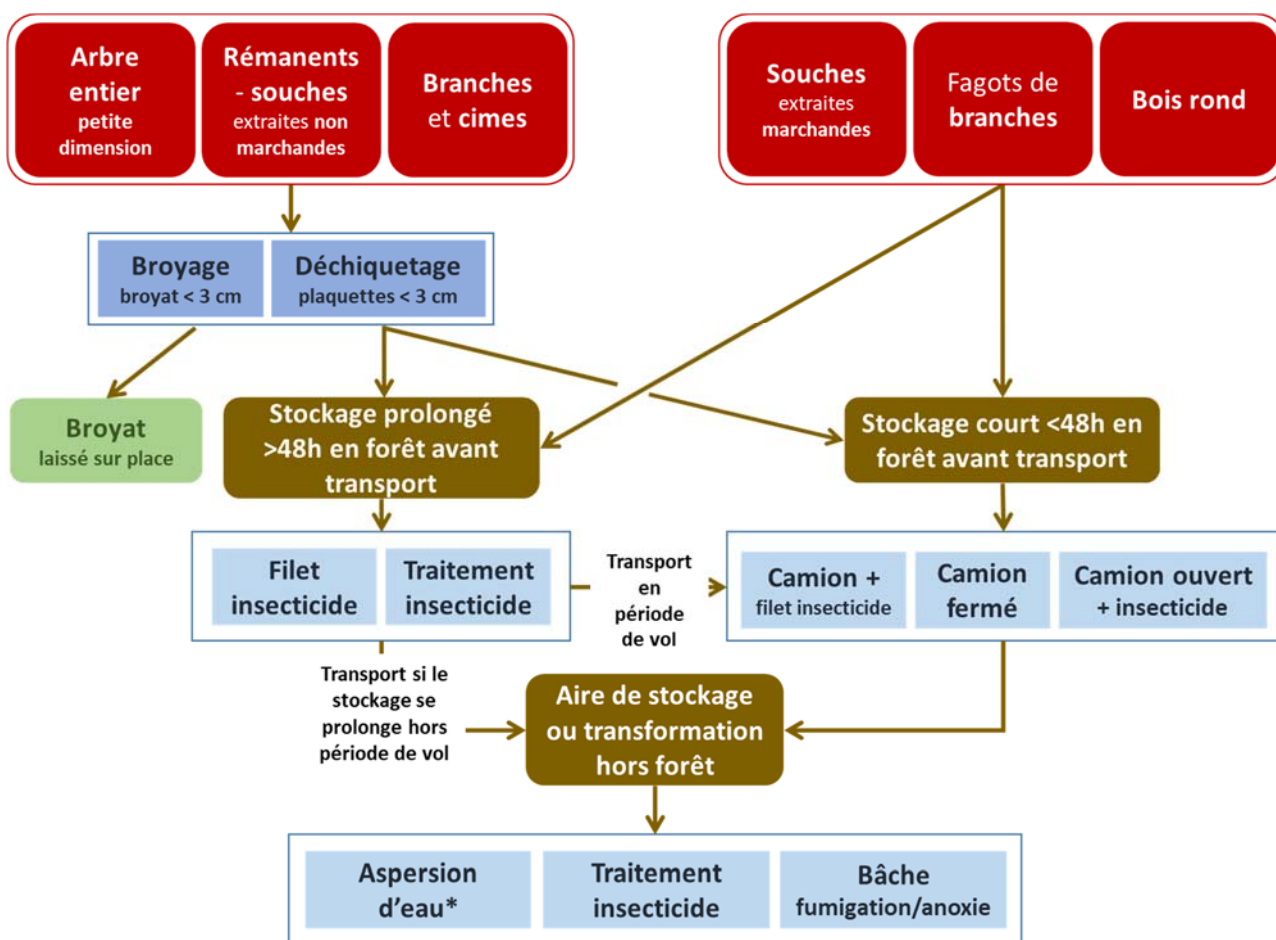 Arbre
entier
petite
dimension
Rémanents
- souches
extraites non
marchandes
Branches
et cimes
Souches
extraites
marchandes
Fagots de
branches
Bois rond
Broyage
broyat < 3 cm
Déchiquetage
plaquettes < 3 cm
Broyat
laissé sur place
Stockage prolongé
>48h en forêt avant
transport
Stockage court <48h en
forêt avant transport
Filet
insecticide
Traitement
insecticide
Transport
en
période
de vol
Camion +
filet insecticide
Camion
fermé
Camion ouvert
+ insecticide
Transport si le
stockage se
prolonge hors
période de vol
Aire de stockage
ou transformation
hors forêt
Aspersion
d'eau*
Traitement
insecticide
Bâche
fumigation/anoxie